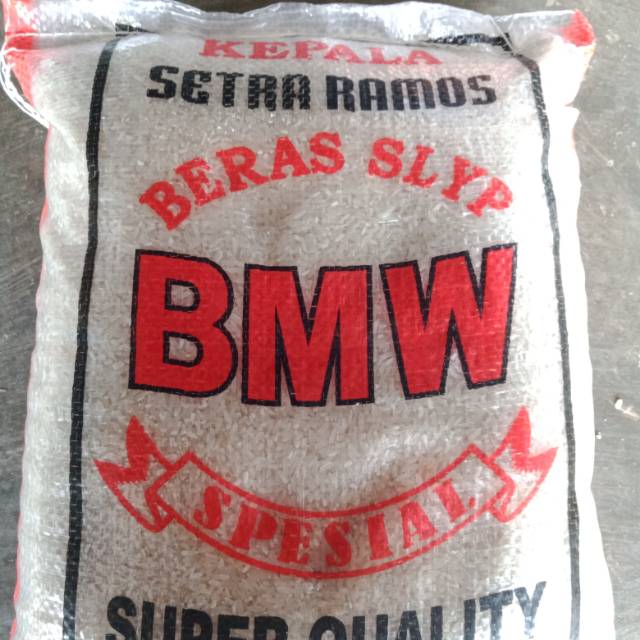 KEPALA
SETRA RAMOS
BERAS SLYP
BMW
SPESIAL
SUPER QUALITY